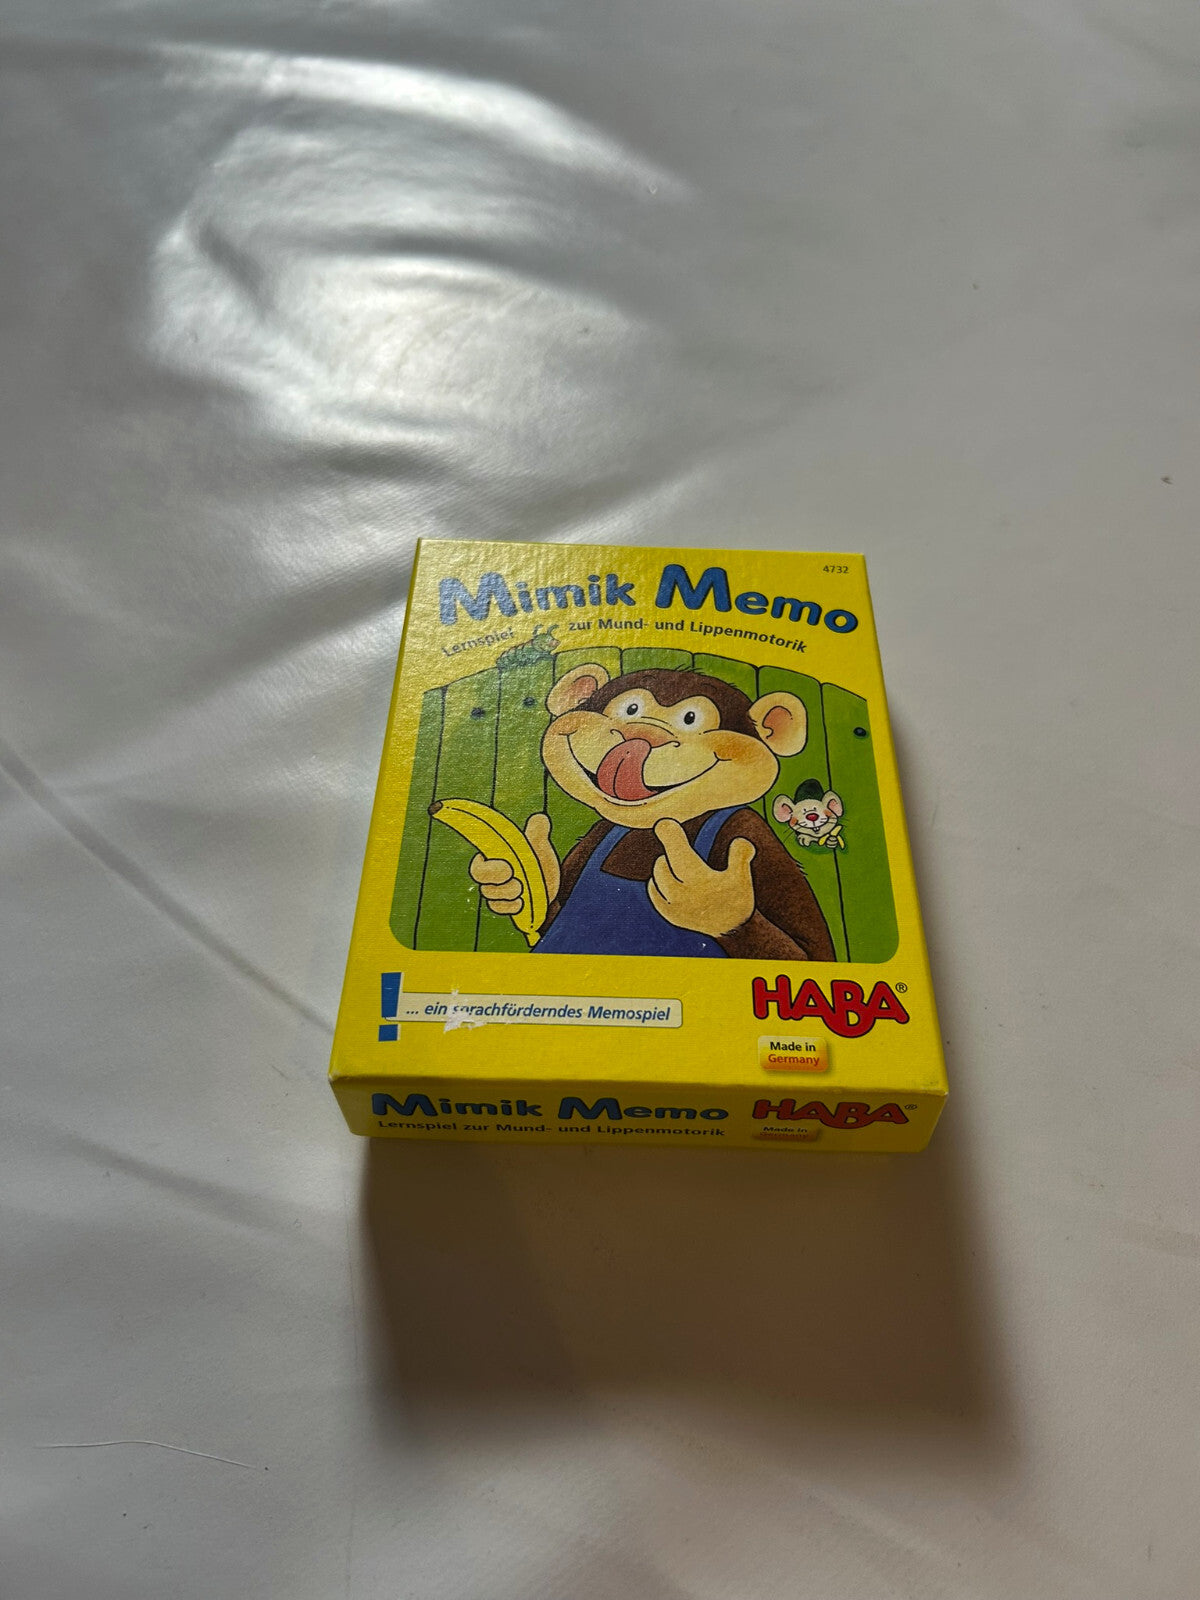 4732
Mimik Memo
Lernspiel zur Mund- und Lippenmotorik
! ... ein sprachförderndes Memospiel
HABA®
Made in
Germany
Mimik Memo HABA®
Lernspiel zur Mund- und Lippenmotorik
Made in
Germany